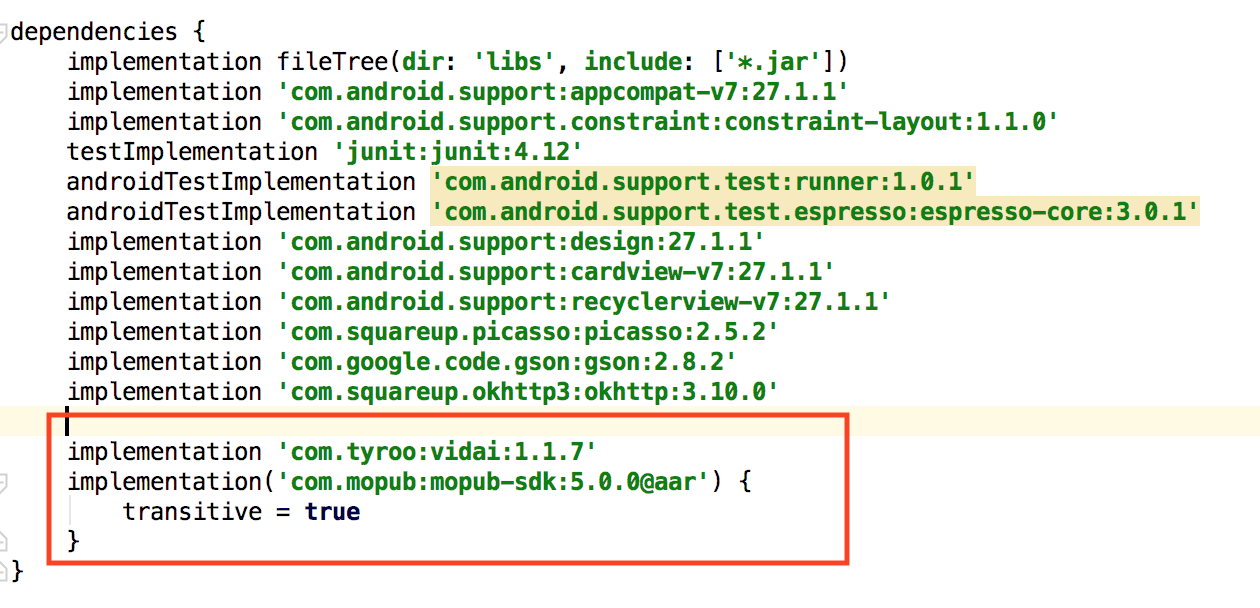 dependencies {
    implementation fileTree(dir: 'libs', include: ['*.jar'])
    implementation 'com.android.support:appcompat-v7:27.1.1'
    implementation 'com.android.support.constraint:constraint-layout:1.1.0'
    testImplementation 'junit:junit:4.12'
    androidTestImplementation 'com.android.support.test:runner:1.0.1'
    androidTestImplementation 'com.android.support.test.espresso:espresso-core:3.0.1'
    implementation 'com.android.support:design:27.1.1'
    implementation 'com.android.support:cardview-v7:27.1.1'
    implementation 'com.android.support:recyclerview-v7:27.1.1'
    implementation 'com.squareup.picasso:picasso:2.5.2'
    implementation 'com.google.code.gson:gson:2.8.2'
    implementation 'com.squareup.okhttp3:okhttp:3.10.0'
    implementation 'com.tyroo:vidai:1.1.7'
    implementation('com.mopub:mopub-sdk:5.0.0@aar') {
        transitive = true
    }
}